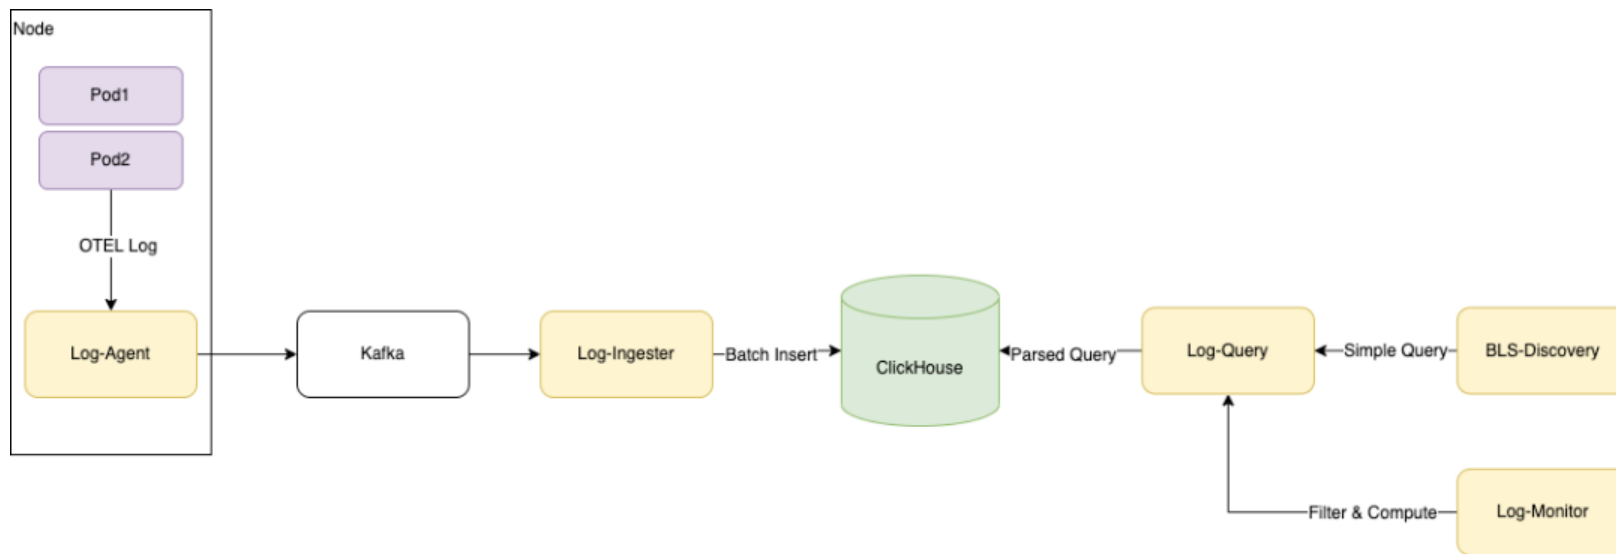 Node
Pod1
Pod2
OTEL Log
Log-Agent
Kafka
Log-Ingester
Batch Insert
ClickHouse
Parsed Query
Log-Query
Simple Query
BLS-Discovery
Filter & Compute
Log-Monitor